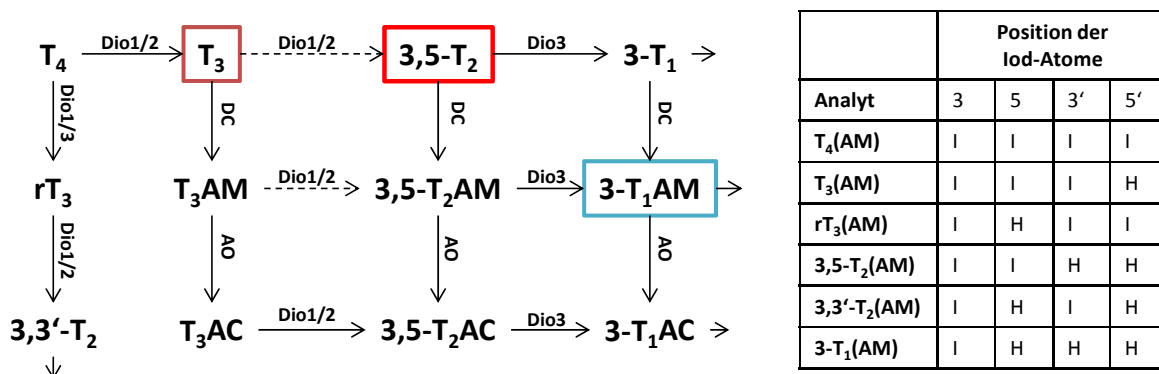 T4 Dio1/2 T3 Dio1/2 3,5-T2 Dio3 3-T1
Dio1/3 DC DC DC
rT3 T3AM Dio1/2 3,5-T2AM Dio3 3-T1AM
Dio1/2 AO AO AO
3,3‘-T2 T3AC Dio1/2 3,5-T2AC Dio3 3-T1AC
Position der
Iod-Atome
Analyt 3 5 3‘ 5‘
T4(AM) I I I I
T3(AM) I I I H
rT3(AM) I H I I
3,5-T2(AM) I I H H
3,3‘-T2(AM) I H I H
3-T1(AM) I H H H